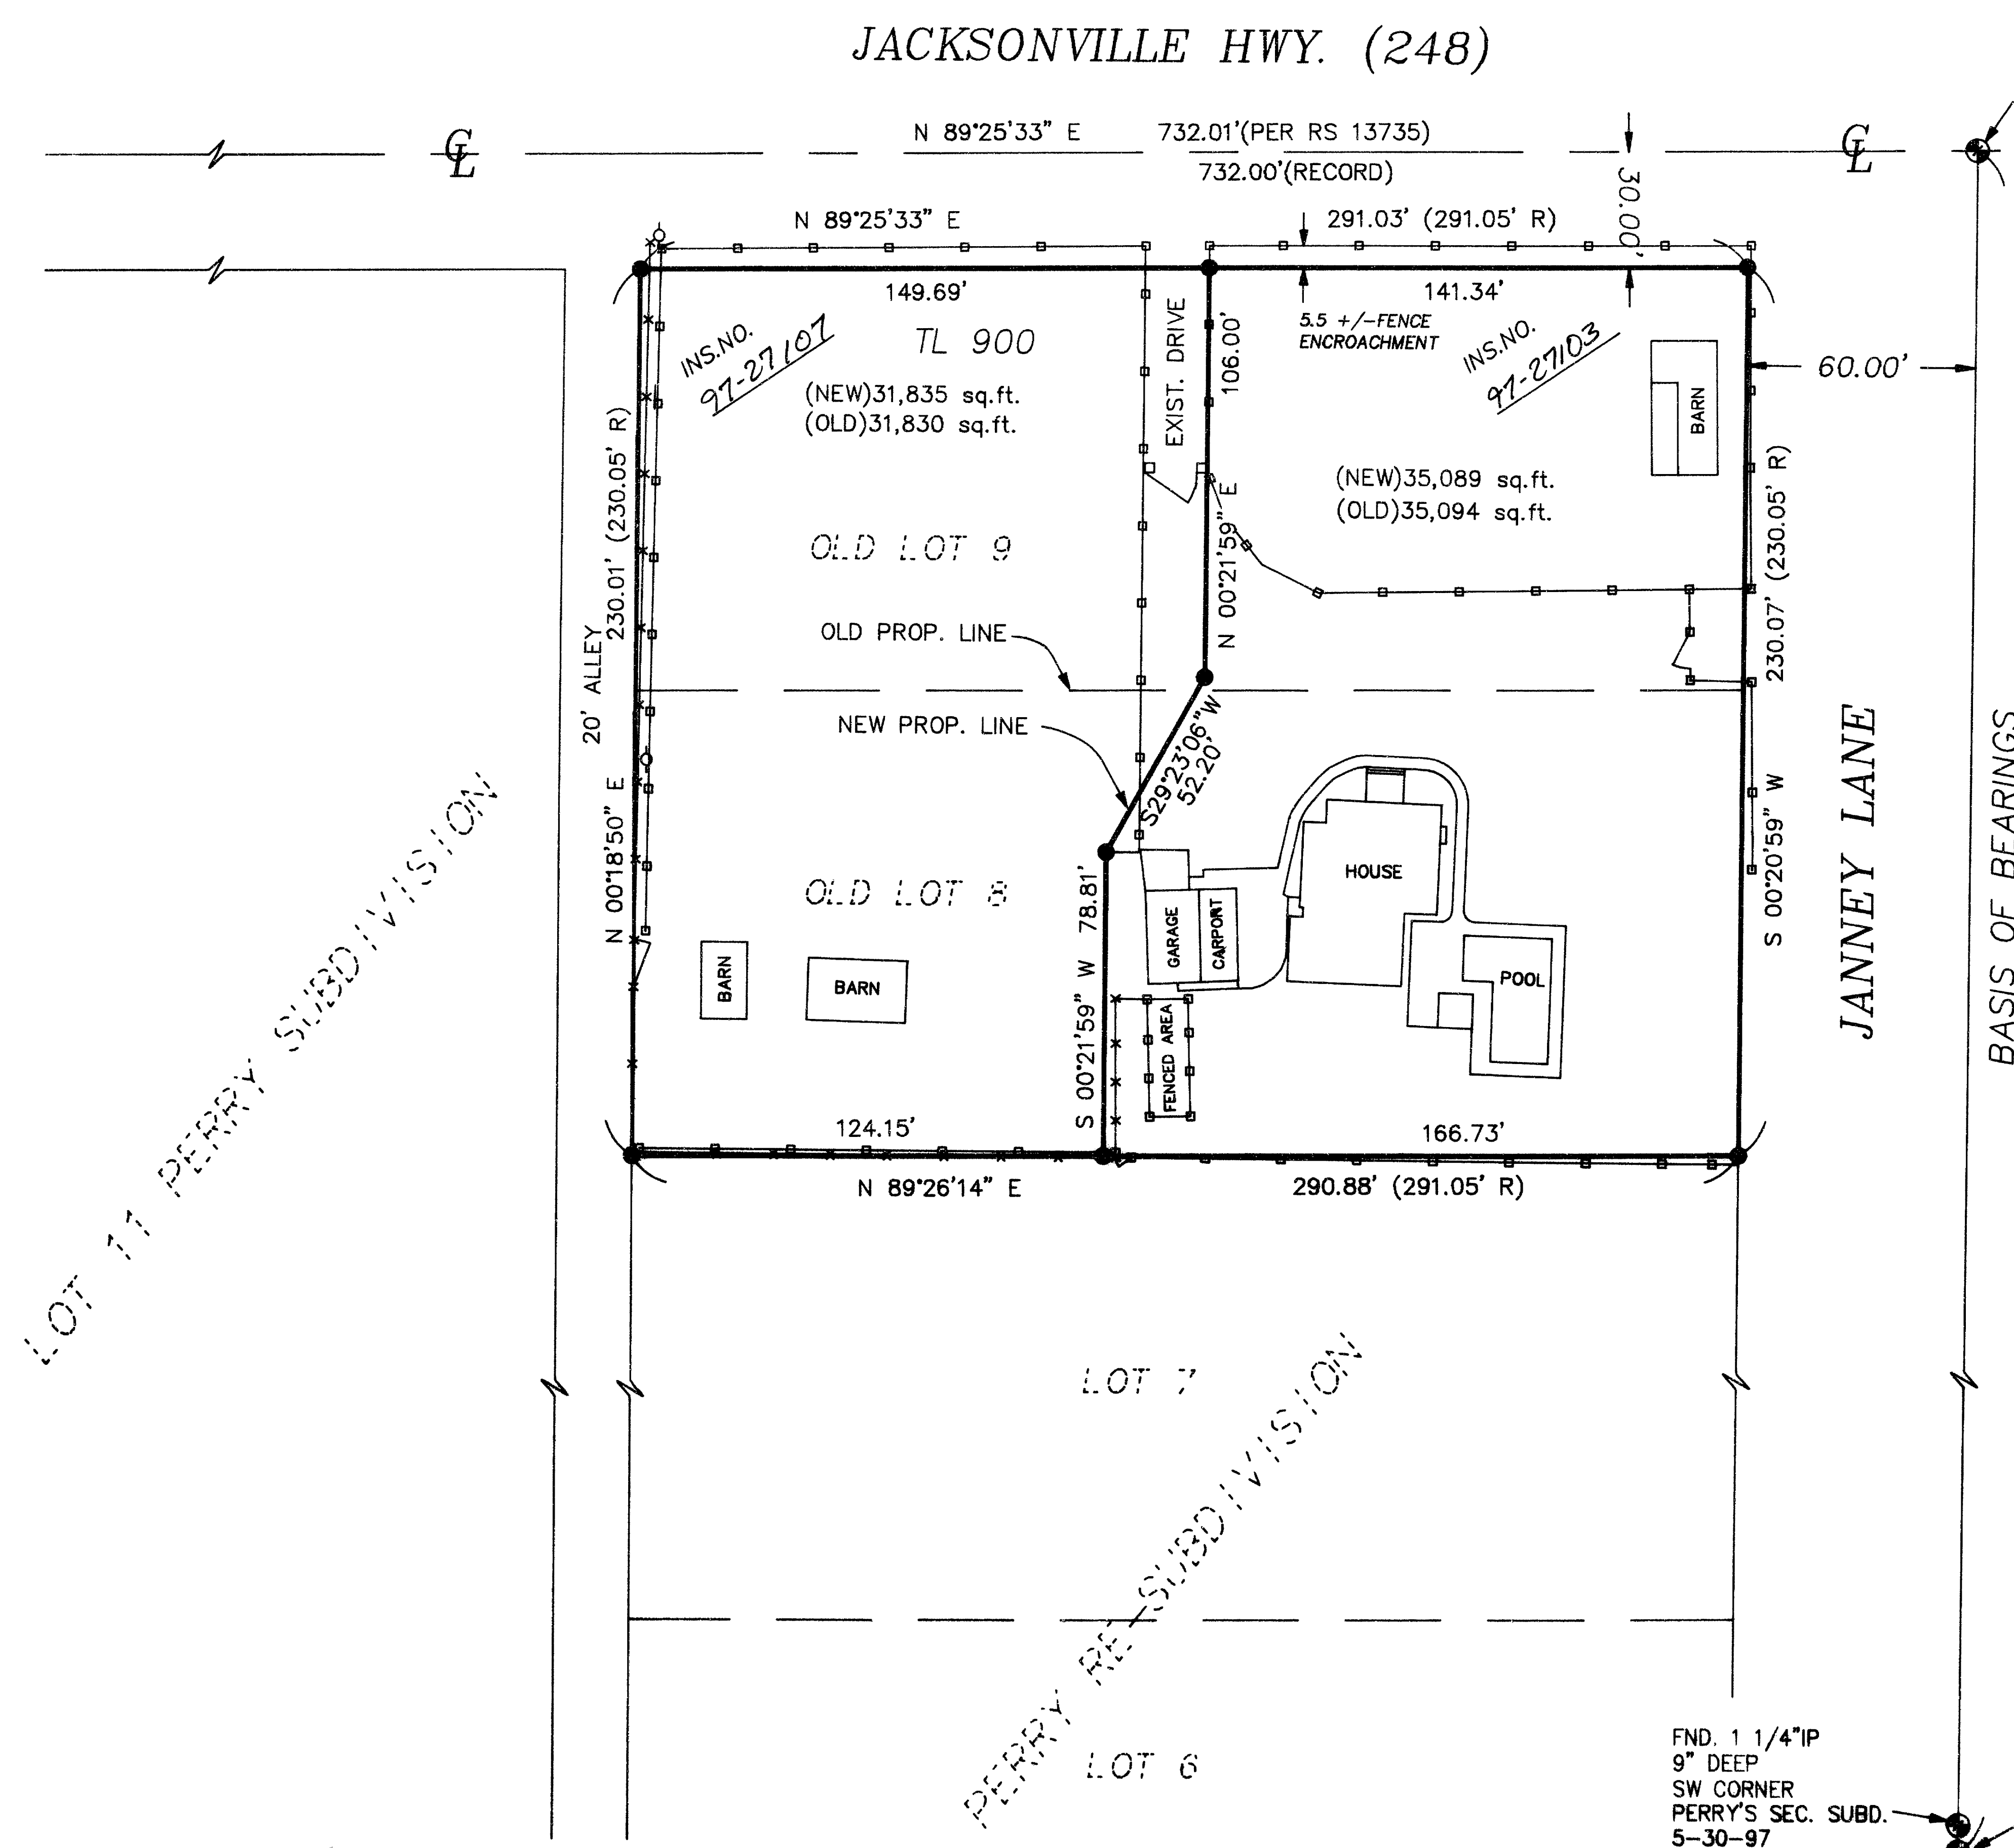 JACKSONVILLE HWY. (248)
N 89°25'33" E 732.01'(PER RS 13735)
732.00'(RECORD)
CL
CL
30.00'
N 89°25'33" E
291.03' (291.05' R)
149.69'
141.34'
5.5 +/-FENCE
ENCROACHMENT
INS.NO.
97-27107
TL 900
(NEW)31,835 sq.ft.
(OLD)31,830 sq.ft.
EXIST. DRIVE
106.00'
N 00°21'59" E
INS.NO.
97-27103
BARN
60.00'
(NEW)35,089 sq.ft.
(OLD)35,094 sq.ft.
230.01' (230.05' R)
N 00°18'50" E
20' ALLEY
OLD LOT 9
OLD PROP. LINE
NEW PROP. LINE
S29°23'06"W
52.20'
230.07' (230.05' R)
S 00°20'59" W
JANNEY LANE
BASIS OF BEARINGS
OLD LOT 8
S 00°21'59" W 78.81'
HOUSE
GARAGE
CARPORT
POOL
FENCED AREA
BARN
BARN
124.15'
166.73'
N 89°26'14" E
290.88' (291.05' R)
LOT 11 PERRY SUBDIVISION
LOT 7
PERRY RE-SUBDIVISION
LOT 6
FND. 1 1/4"IP
9" DEEP
SW CORNER
PERRY'S SEC. SUBD.
5-30-97